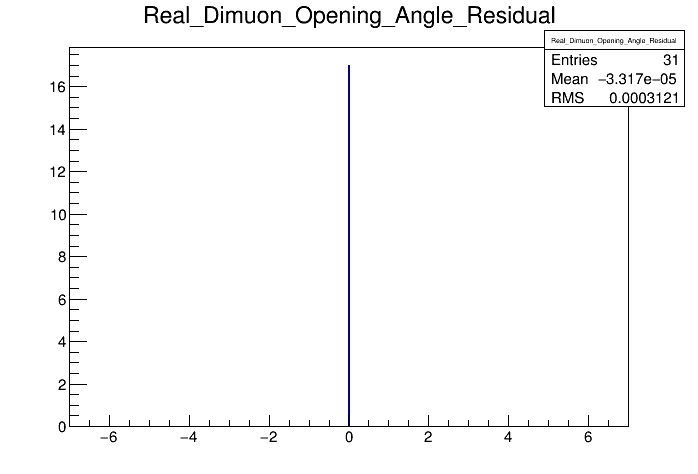 Real_Dimuon_Opening_Angle_Residual
Real_Dimuon_Opening_Angle_Residual
Entries 31
Mean −3.317e−05
RMS 0.0003121
16
14
12
10
8
6
4
2
0
−6 −4 −2 0 2 4 6